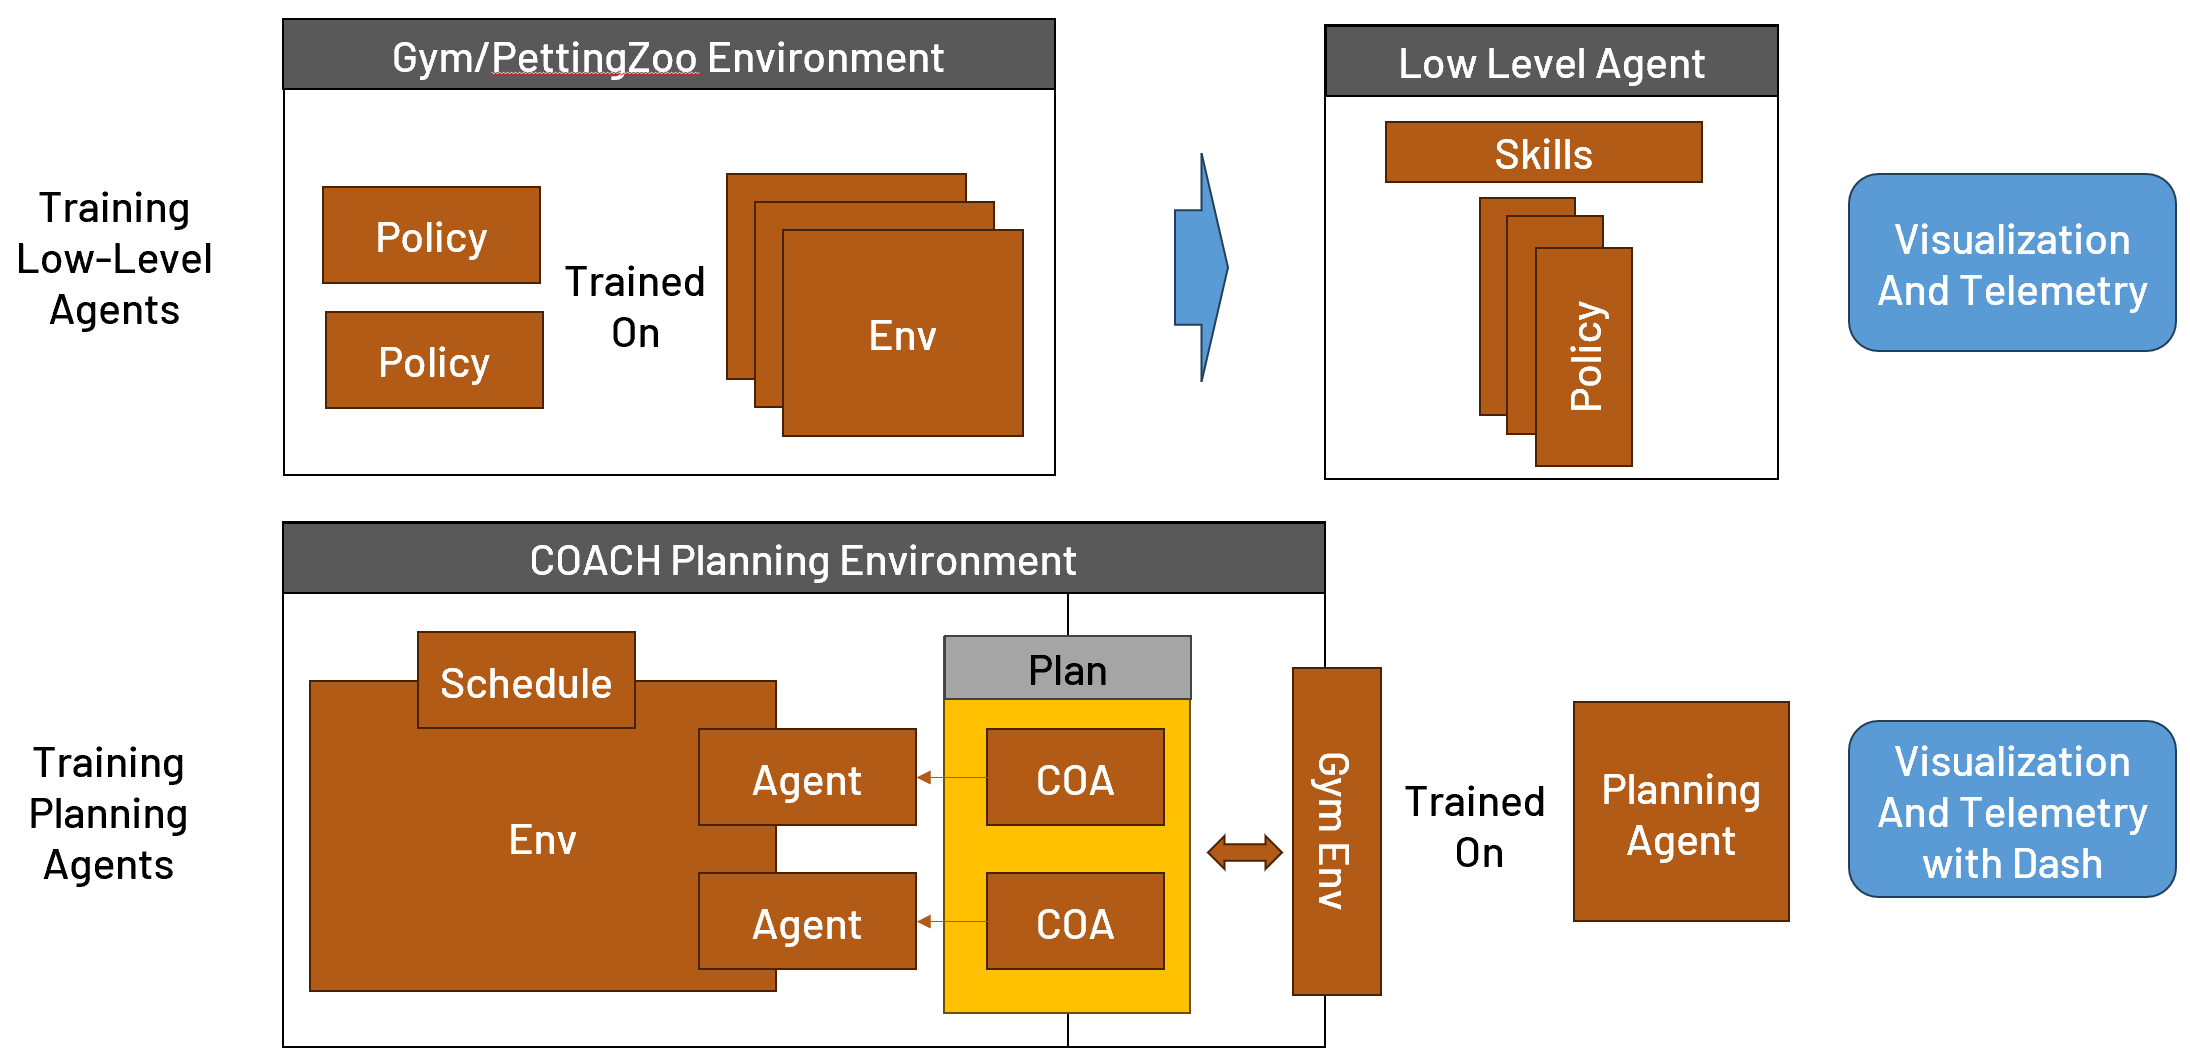 Gym/PettingZoo Environment
Low Level Agent
Training
Low-Level
Agents
Policy
Policy
Trained
On
Env
Skills
Policy
Visualization
And Telemetry
COACH Planning Environment
Training
Planning
Agents
Schedule
Env
Agent
Agent
Plan
COA
COA
Gym Env
Trained
On
Planning
Agent
Visualization
And Telemetry
with Dash